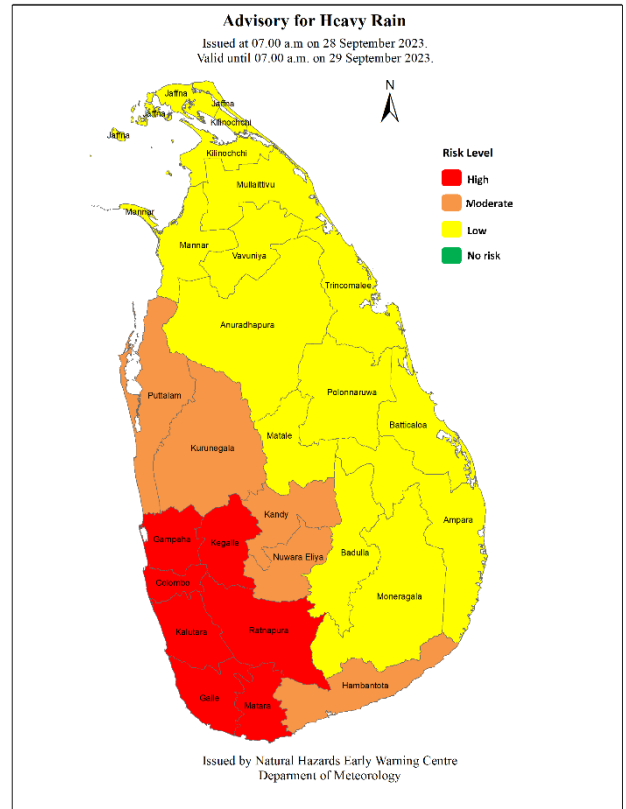 Advisory for Heavy Rain
Issued at 07.00 a.m on 28 September 2023.
Valid until 07.00 a.m. on 29 September 2023.
N
Jaffna
Jaffna
Jaffna
Kilinochchi
Jaffna
Kilinochchi
Mullaittivu
Mannar
Mannar
Vavuniya
Trincomalee
Anuradhapura
Polonnaruwa
Puttalam
Batticaloa
Matale
Kurunegala
Kandy
Ampara
Gampaha
Kegalle
Nuwara Eliya
Badulla
Colombo
Moneragala
Kalutara
Ratnapura
Hambantota
Galle
Matara
Risk Level
High
Moderate
Low
No risk
Issued by Natural Hazards Early Warning Centre
Deparment of Meteorology